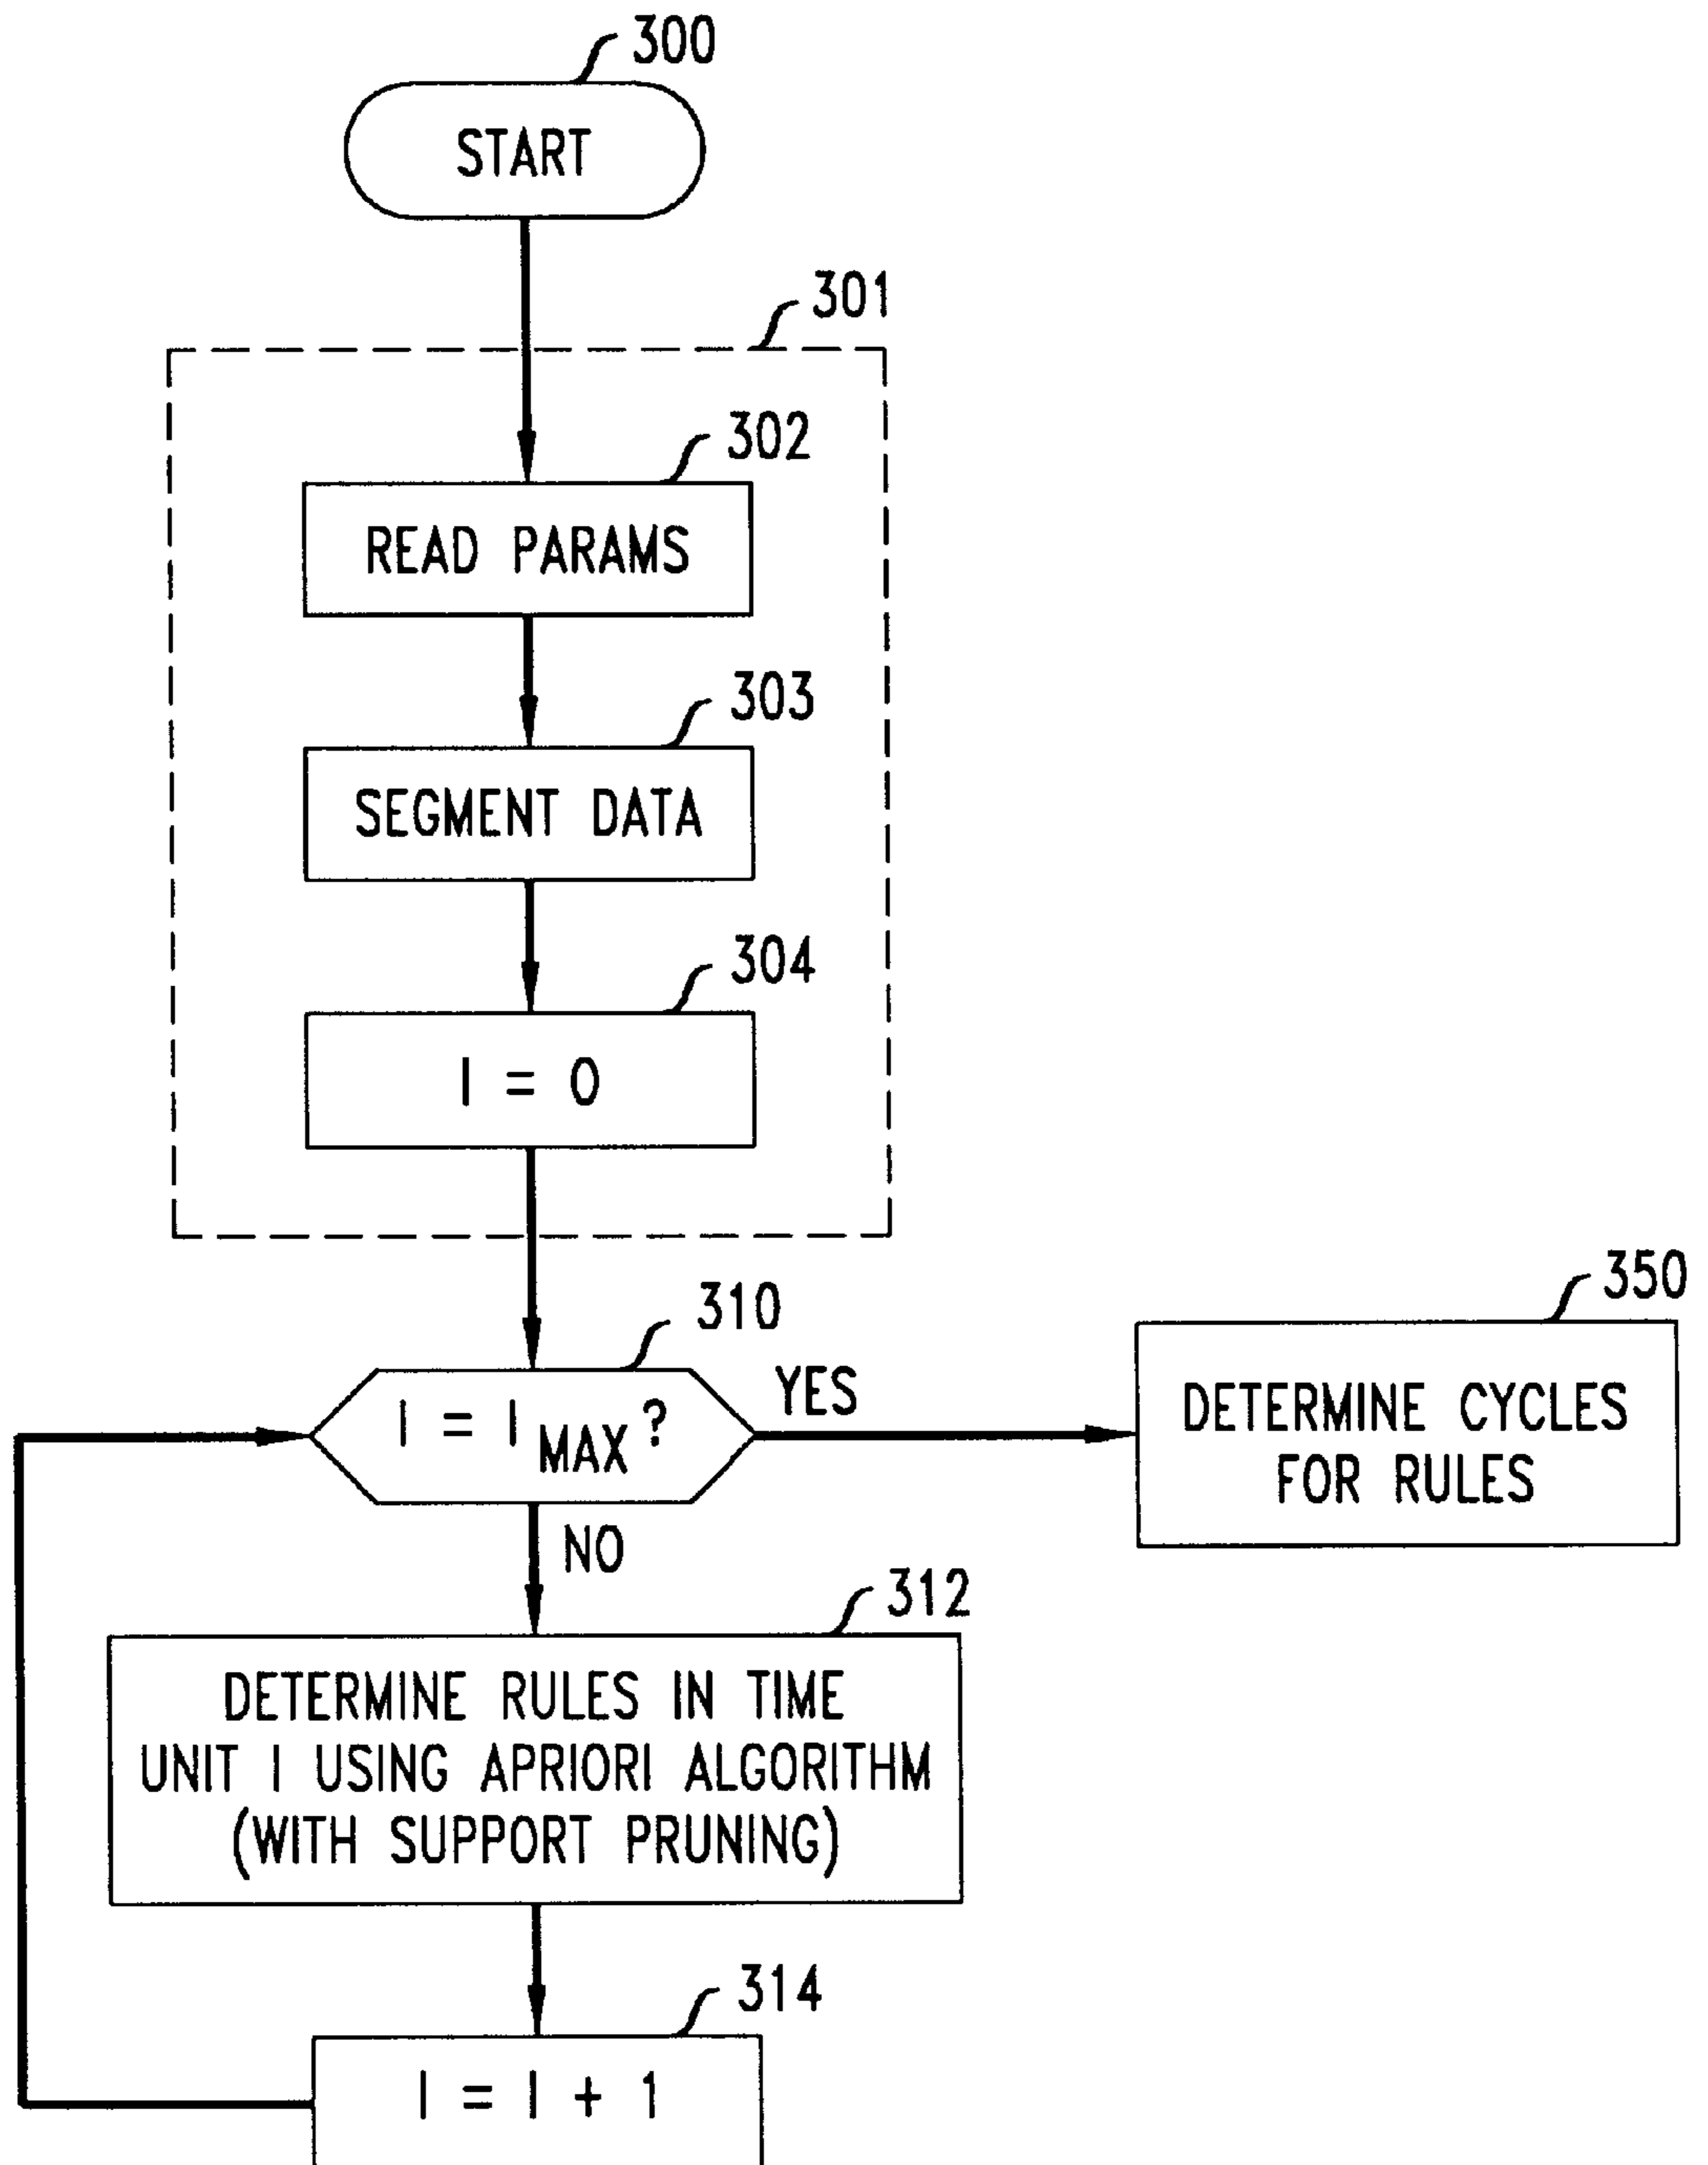 300
START
301
302
READ PARAMS
303
SEGMENT DATA
304
I = 0
310
I = I MAX ?
YES
350
DETERMINE CYCLES
FOR RULES
NO
312
DETERMINE RULES IN TIME
UNIT I USING APRIORI ALGORITHM
(WITH SUPPORT PRUNING)
314
I = I + 1